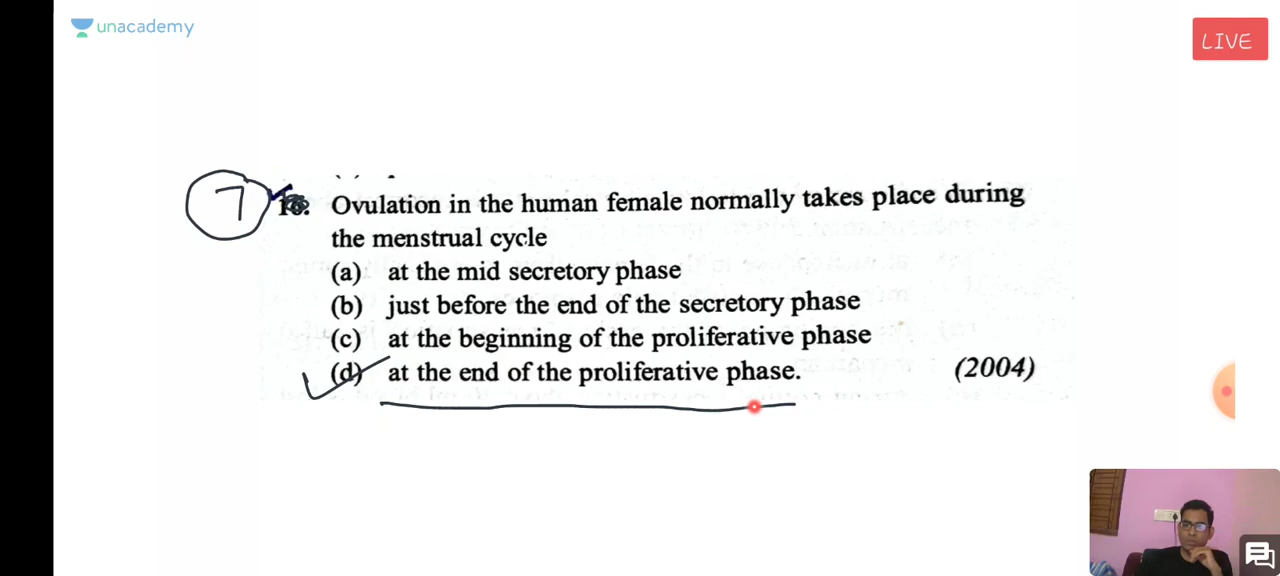 unacademy
LIVE
7
16. Ovulation in the human female normally takes place during
the menstrual cycle
(a) at the mid secretory phase
(b) just before the end of the secretory phase
(c) at the beginning of the proliferative phase
(d) at the end of the proliferative phase. (2004)